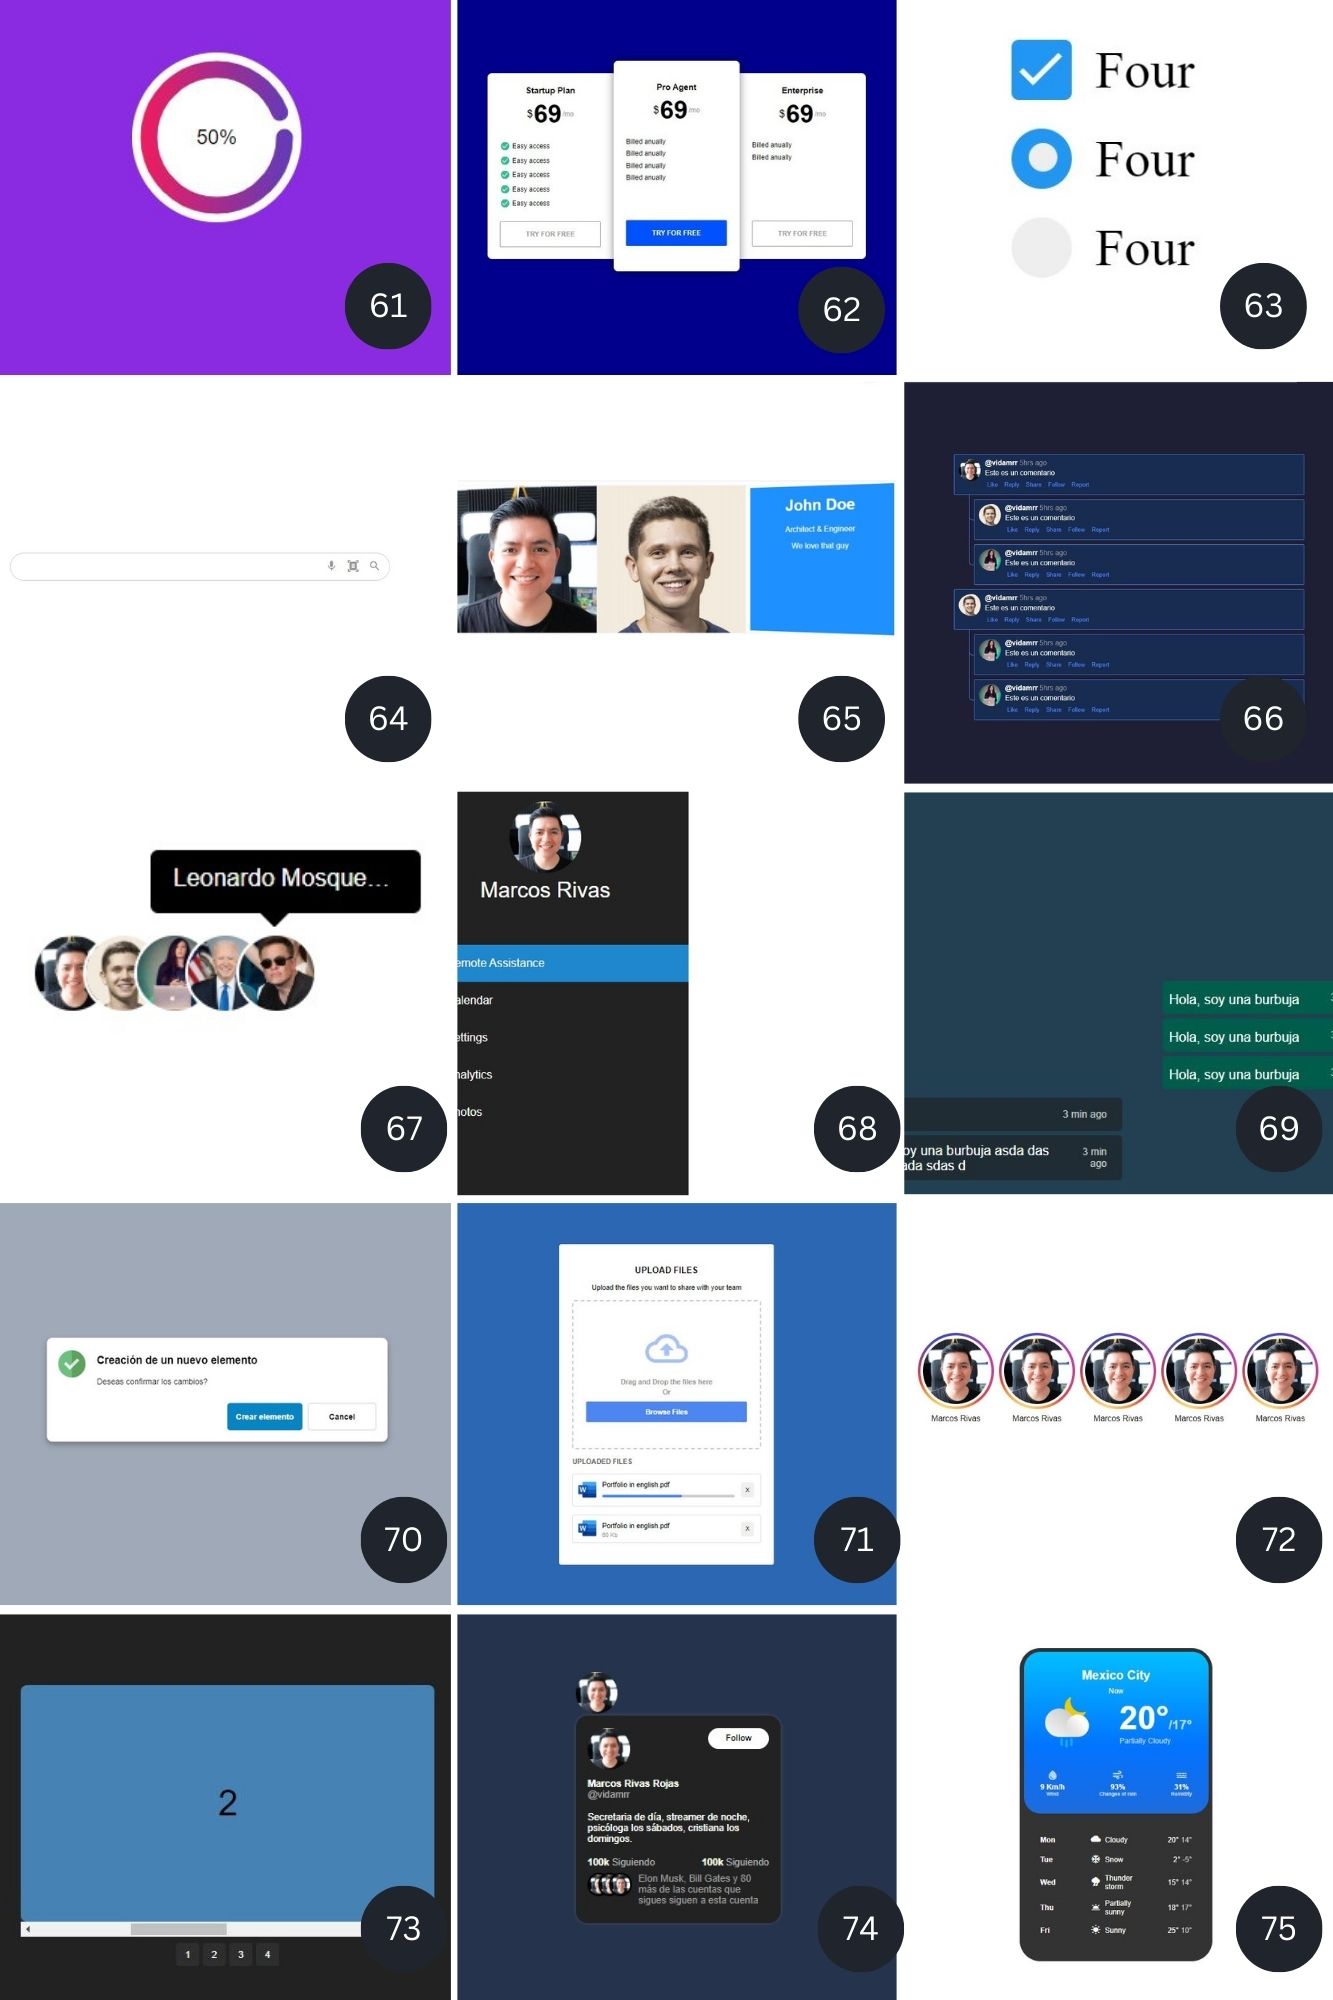 50%
61
Startup Plan
$69/mo
Easy access
Easy access
Easy access
Easy access
Easy access
TRY FOR FREE
Pro Agent
$69/mo
Billed anually
Billed anually
Billed anually
Billed anually
TRY FOR FREE
Enterprise
$69/mo
Billed anually
Billed anually
TRY FOR FREE
62
Four
Four
Four
63
64
John Doe
Architect & Engineer
We love that guy
65
@vidamrr 5hrs ago
Este es un comentario
Like Reply Share Follow Report
@vidamrr 5hrs ago
Este es un comentario
Like Reply Share Follow Report
@vidamrr 5hrs ago
Este es un comentario
Like Reply Share Follow Report
@vidamrr 5hrs ago
Este es un comentario
Like Reply Share Follow Report
@vidamrr 5hrs ago
Este es un comentario
Like Reply Share Follow Report
@vidamrr 5hrs ago
Este es un comentario
Like Reply Share Follow Report
66
Leonardo Mosque...
67
Marcos Rivas
emote Assistance
alendar
ettings
nalytics
hotos
68
Hola, soy una burbuja
Hola, soy una burbuja
Hola, soy una burbuja
3 min ago
oy una burbuja asda das 3 min
ada sdas d ago
69
Creación de un nuevo elemento
Deseas confirmar los cambios?
Crear elemento Cancel
70
UPLOAD FILES
Upload the files you want to share with your team
Drag and Drop the files here
Or
Browse Files
UPLOADED FILES
W Portfolio in english.pdf X
W Portfolio in english.pdf X
60 Kb
71
Marcos Rivas Marcos Rivas Marcos Rivas Marcos Rivas Marcos Rivas
72
2
1 2 3 4
73
Follow
Marcos Rivas Rojas
@vidamrr
Secretaria de día, streamer de noche,
psicóloga los sábados, cristiana los
domingos.
100k Siguiendo 100k Siguiendo
Elon Musk, Bill Gates y 80
más de las cuentas que
sigues siguen a esta cuenta
74
Mexico City
Now
20°/17°
Partially Cloudy
9 Km/h 93% 31%
Wind Changes of rain Humidity
Mon Cloudy 20° 14°
Tue Snow 2° -5°
Wed Thunder storm 15° 14°
Thu Partially sunny 18° 17°
Fri Sunny 25° 10°
75